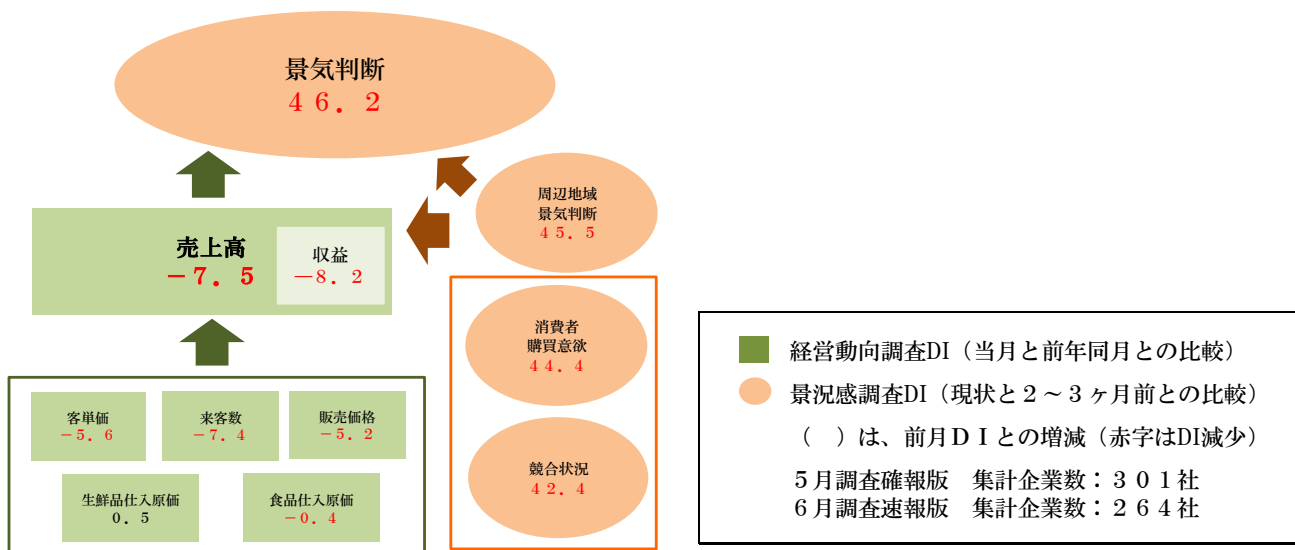 景気判断
４６．２
周辺地域
景気判断
４５．５
売上高
－７．５
収益
－８．２
消費者
購買意欲
４４．４
競合状況
４２．４
客単価
－５．６
来客数
－７．４
販売価格
－５．２
生鮮品仕入原価
０．５
食品仕入原価
－０．４
経営動向調査DI（当月と前年同月との比較）
景況感調査DI（現状と２～３ヶ月前との比較）
（　）は、前月ＤＩとの増減（赤字はDI減少）
５月調査確報版　集計企業数：３０１社
６月調査速報版　集計企業数：２６４社